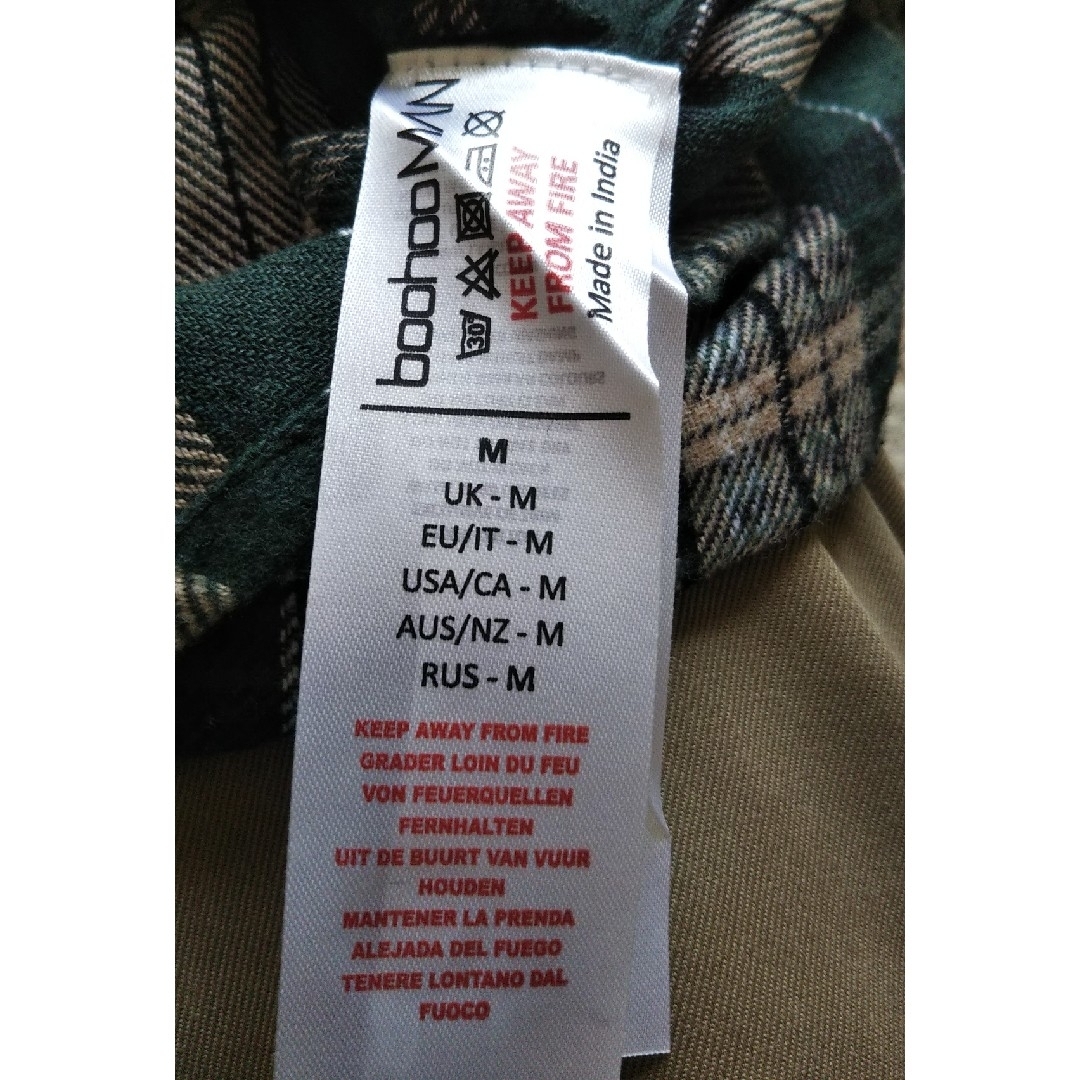 boohooMAN
30°
KEEP AWAY
FROM FIRE
Made in India
M
UK - M
EU/IT - M
USA/CA - M
AUS/NZ - M
RUS - M
KEEP AWAY FROM FIRE
GRADER LOIN DU FEU
VON FEUERQUELLEN
FERNHALTEN
UIT DE BUURT VAN VUUR
HOUDEN
MANTENER LA PRENDA
ALEJADA DEL FUEGO
TENERE LONTANO DAL
FUOCO